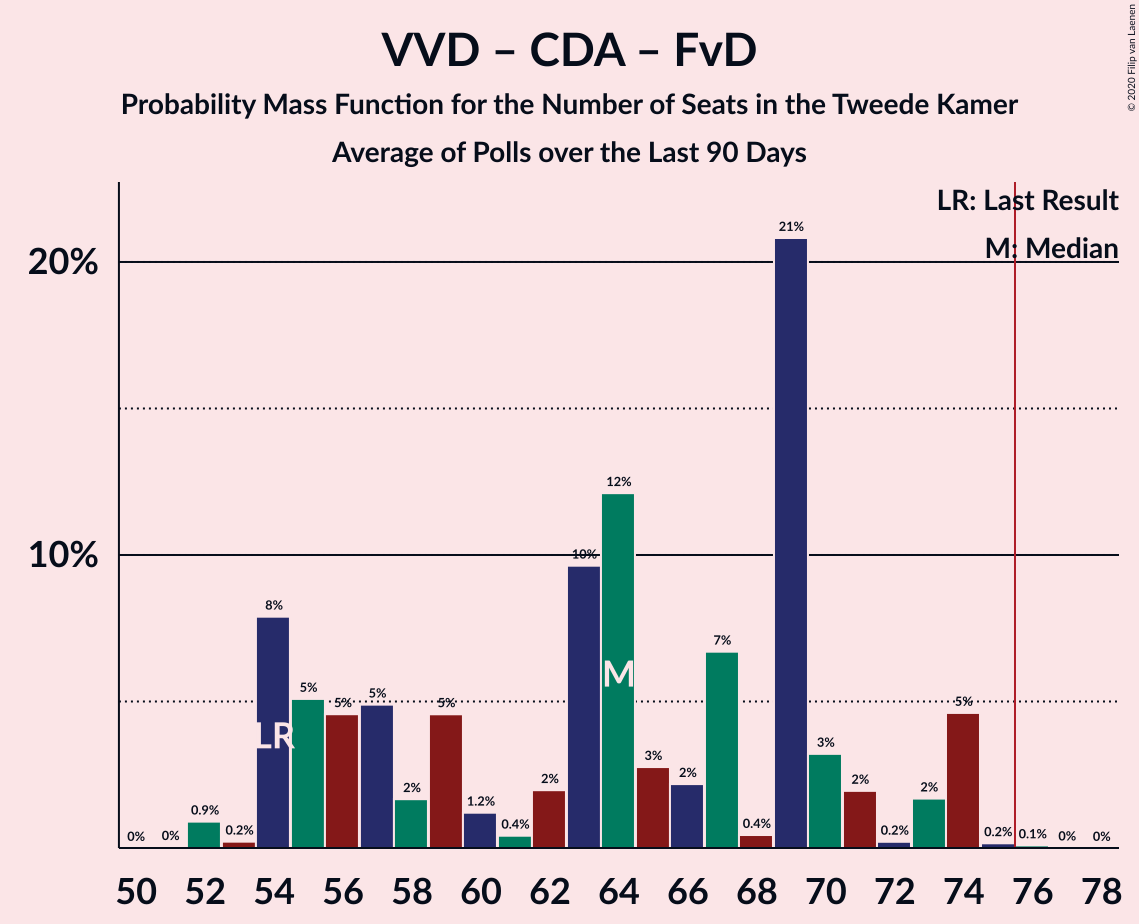 VVD – CDA – FvD
Probability Mass Function for the Number of Seats in the Tweede Kamer
Average of Polls over the Last 90 Days
© 2020 Filip van Laenen
LR: Last Result
M: Median
20%
10%
0% 0% 0.9% 0.2% 8% 5% 5% 5% 2% 5% 1.2% 0.4% 2% 10% 12% 3% 2% 7% 0.4% 21% 3% 2% 0.2% 2% 5% 0.2% 0.1% 0% 0%
LR
M
50 52 54 56 58 60 62 64 66 68 70 72 74 76 78